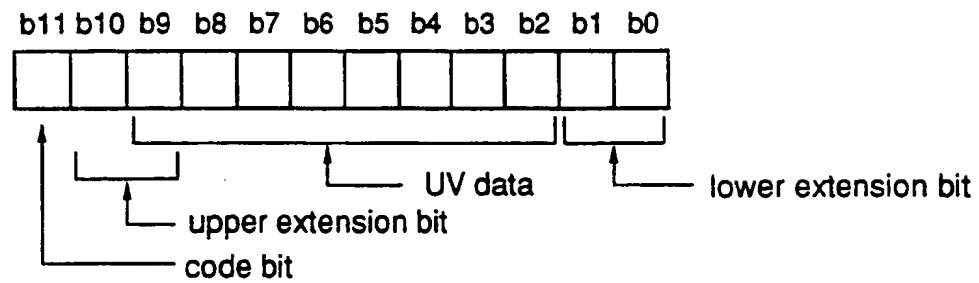 b11 b10 b9 b8 b7 b6 b5 b4 b3 b2 b1 b0
UV data
lower extension bit
upper extension bit
code bit